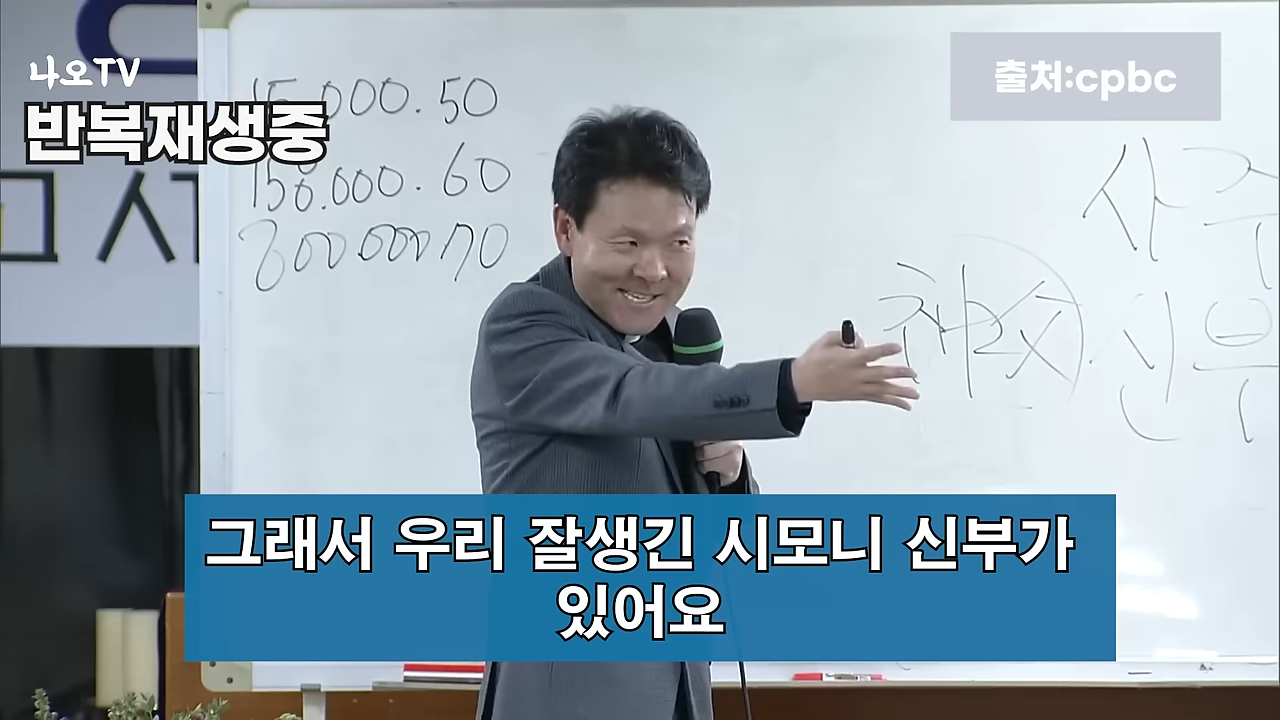 나오TV
반복재생중
출처:cpbc
15,000.50
150.000.60
800.000 70
사주
신부
그래서 우리 잘생긴 시모니 신부가
있어요